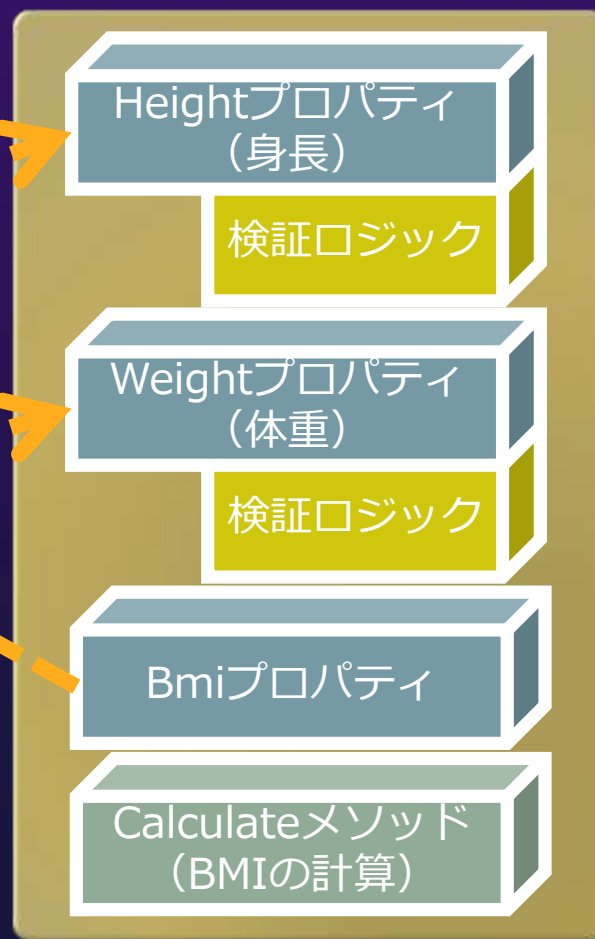 Heightプロパティ
（身長）
検証ロジック
Weightプロパティ
（体重）
検証ロジック
Bmiプロパティ
Calculateメソッド
（BMIの計算）